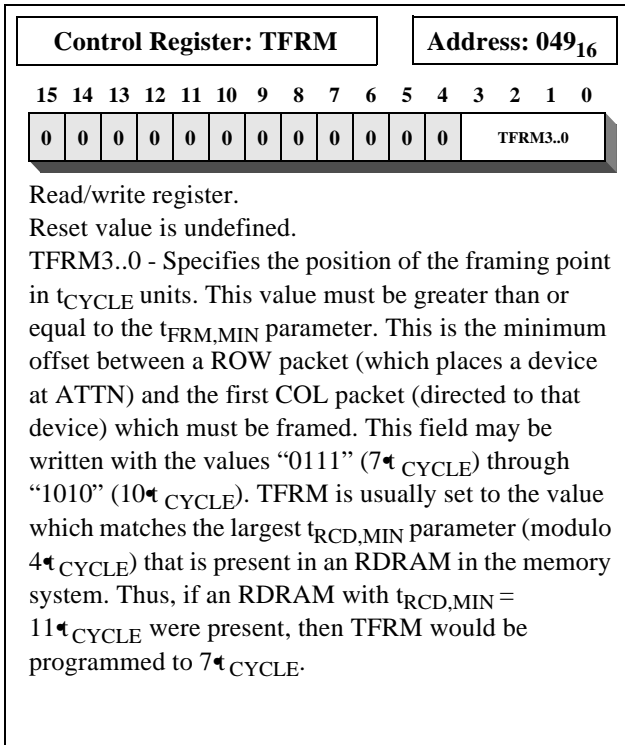 Control Register: TFRM
Address: 049₁₆
15 14 13 12 11 10 9 8 7 6 5 4 3 2 1 0
0 0 0 0 0 0 0 0 0 0 0 0 TFRM3..0
Read/write register.
Reset value is undefined.
TFRM3..0 - Specifies the position of the framing point
in tCYCLE units. This value must be greater than or
equal to the tFRM,MIN parameter. This is the minimum
offset between a ROW packet (which places a device
at ATTN) and the first COL packet (directed to that
device) which must be framed. This field may be
written with the values “0111” (7•tCYCLE) through
“1010” (10•tCYCLE). TFRM is usually set to the value
which matches the largest tRCD,MIN parameter (modulo
4•tCYCLE) that is present in an RDRAM in the memory
system. Thus, if an RDRAM with tRCD,MIN =
11•tCYCLE were present, then TFRM would be
programmed to 7•tCYCLE.